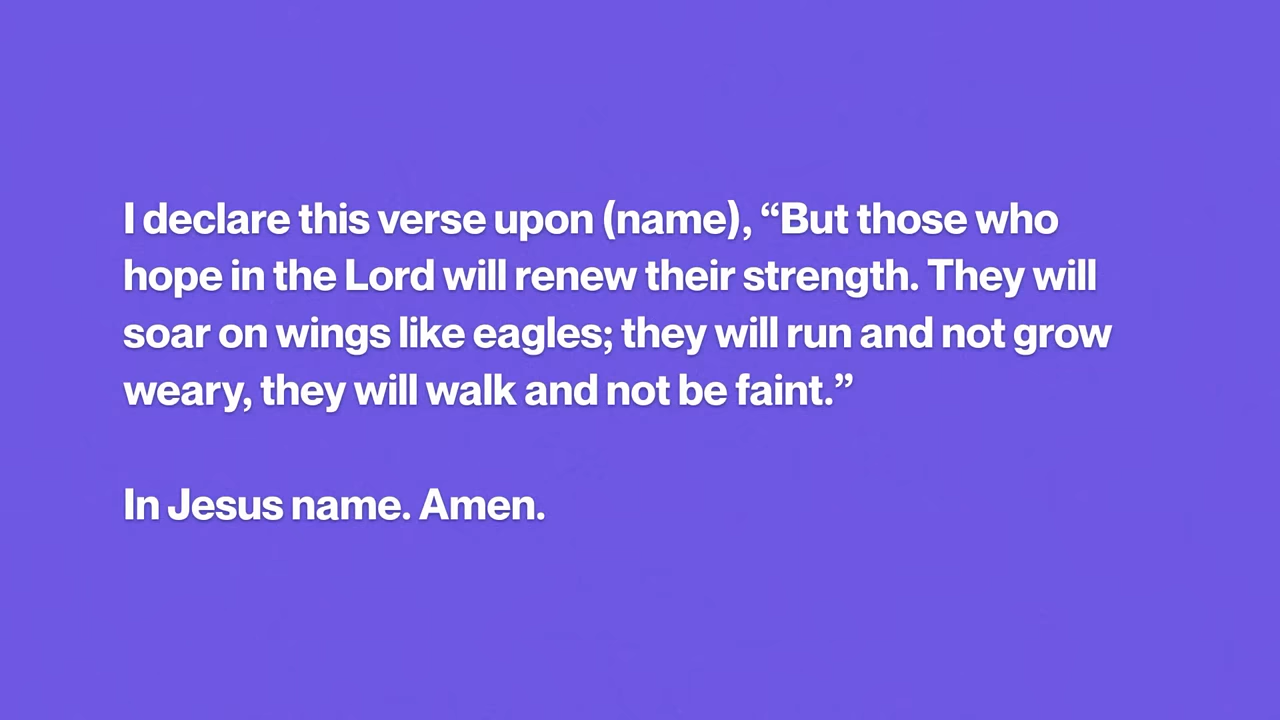 I declare this verse upon (name), “But those who
hope in the Lord will renew their strength. They will
soar on wings like eagles; they will run and not grow
weary, they will walk and not be faint.”
In Jesus name. Amen.